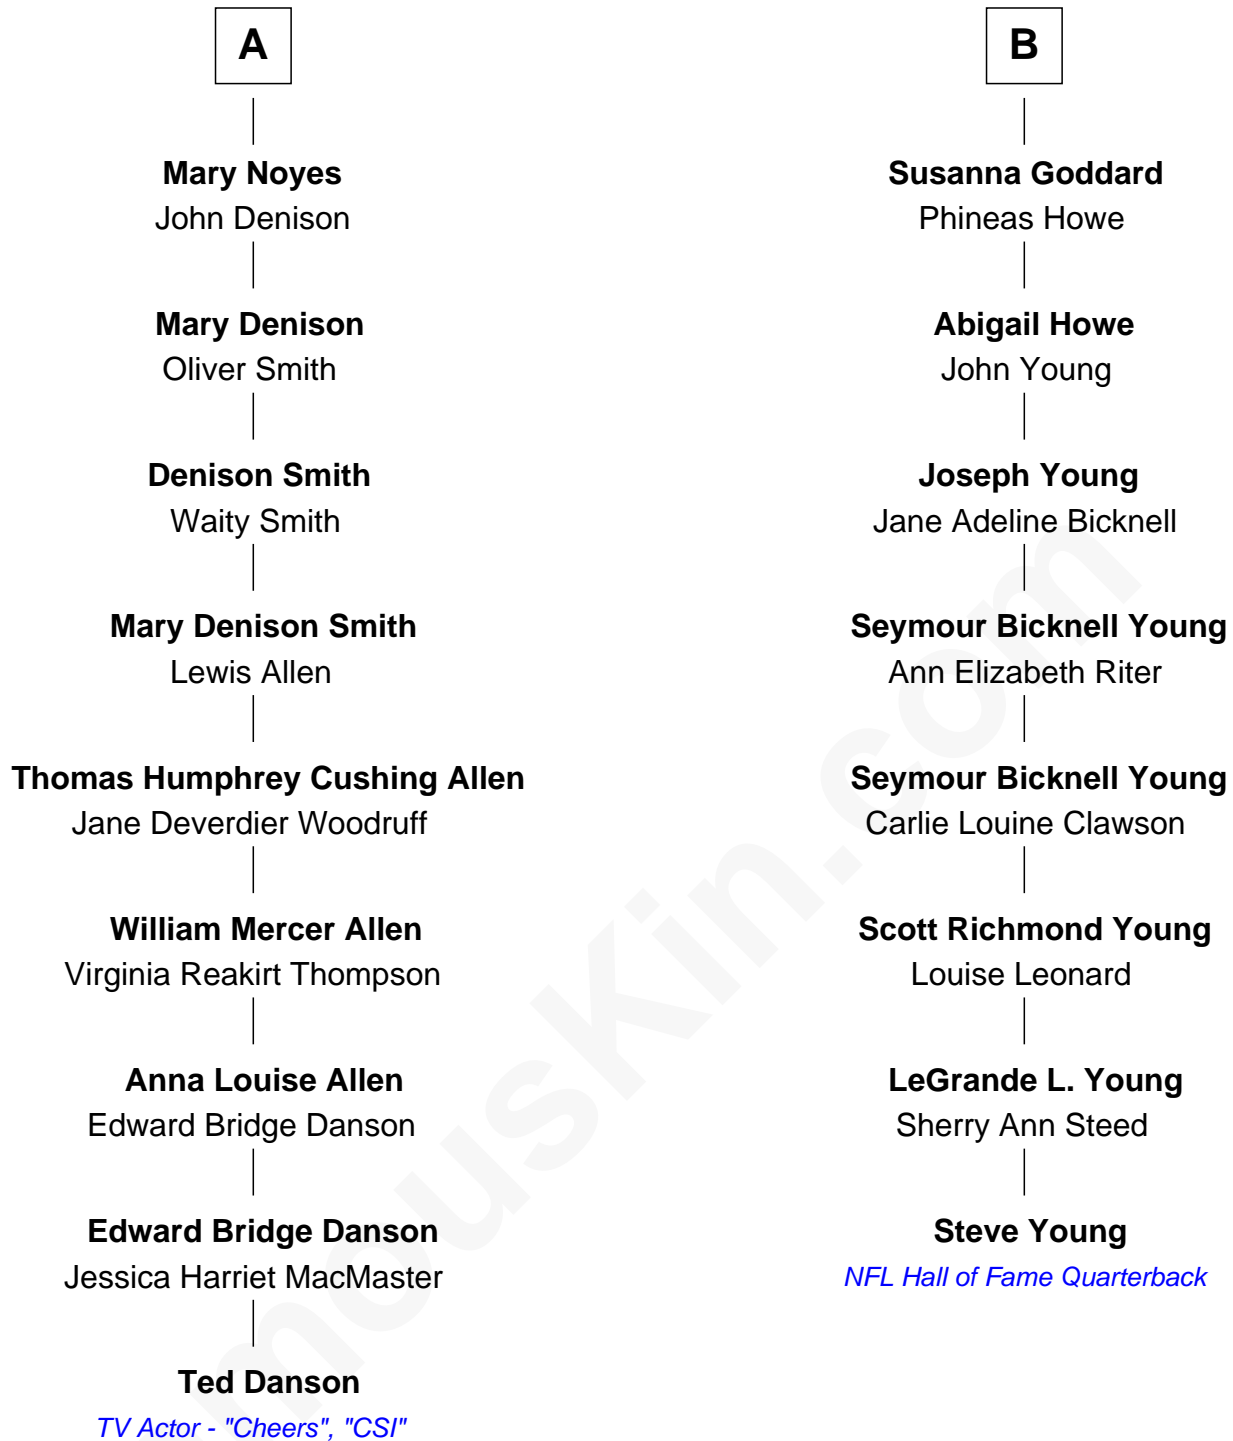 A
Mary Noyes
John Denison
Mary Denison
Oliver Smith
Denison Smith
Waity Smith
Mary Denison Smith
Lewis Allen
Thomas Humphrey Cushing Allen
Jane Deverdier Woodruff
William Mercer Allen
Virginia Reakirt Thompson
Anna Louise Allen
Edward Bridge Danson
Edward Bridge Danson
Jessica Harriet MacMaster
Ted Danson
TV Actor - "Cheers", "CSI"
B
Susanna Goddard
Phineas Howe
Abigail Howe
John Young
Joseph Young
Jane Adeline Bicknell
Seymour Bicknell Young
Ann Elizabeth Riter
Seymour Bicknell Young
Carlie Louine Clawson
Scott Richmond Young
Louise Leonard
LeGrande L. Young
Sherry Ann Steed
Steve Young
NFL Hall of Fame Quarterback
mousKin.com